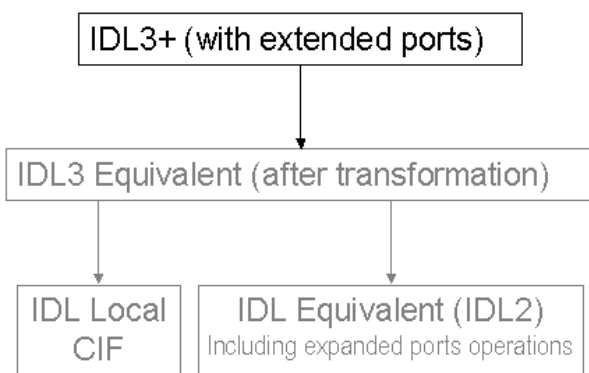 IDL3+ (with extended ports)
IDL3 Equivalent (after transformation)
IDL Local
CIF
IDL Equivalent (IDL2)
Including expanded ports operations